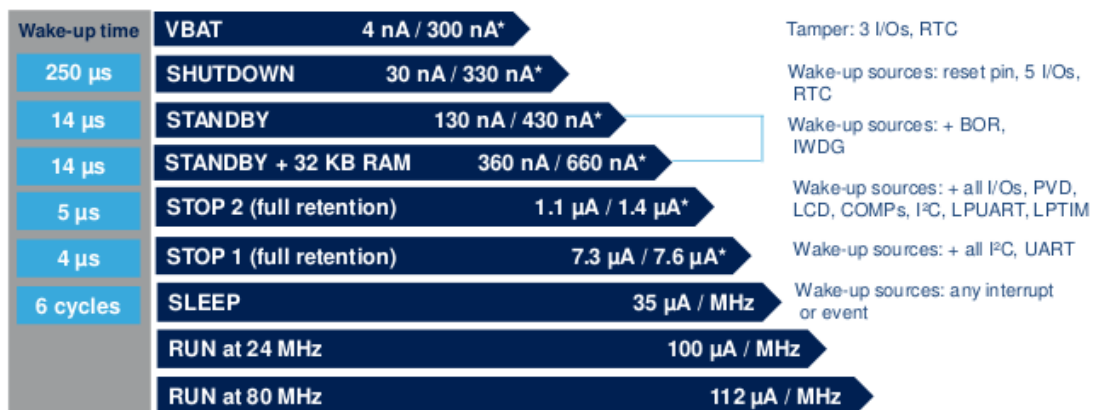 Wake-up time
VBAT 4 nA / 300 nA*
Tamper: 3 I/Os, RTC
250 µs
SHUTDOWN 30 nA / 330 nA*
Wake-up sources: reset pin, 5 I/Os,
RTC
14 µs
STANDBY 130 nA / 430 nA*
Wake-up sources: + BOR,
IWDG
14 µs
STANDBY + 32 KB RAM 360 nA / 660 nA*
5 µs
STOP 2 (full retention) 1.1 µA / 1.4 µA*
Wake-up sources: + all I/Os, PVD,
LCD, COMPs, I²C, LPUART, LPTIM
4 µs
STOP 1 (full retention) 7.3 µA / 7.6 µA*
Wake-up sources: + all I²C, UART
6 cycles
SLEEP 35 µA / MHz
Wake-up sources: any interrupt
or event
RUN at 24 MHz 100 µA / MHz
RUN at 80 MHz 112 µA / MHz